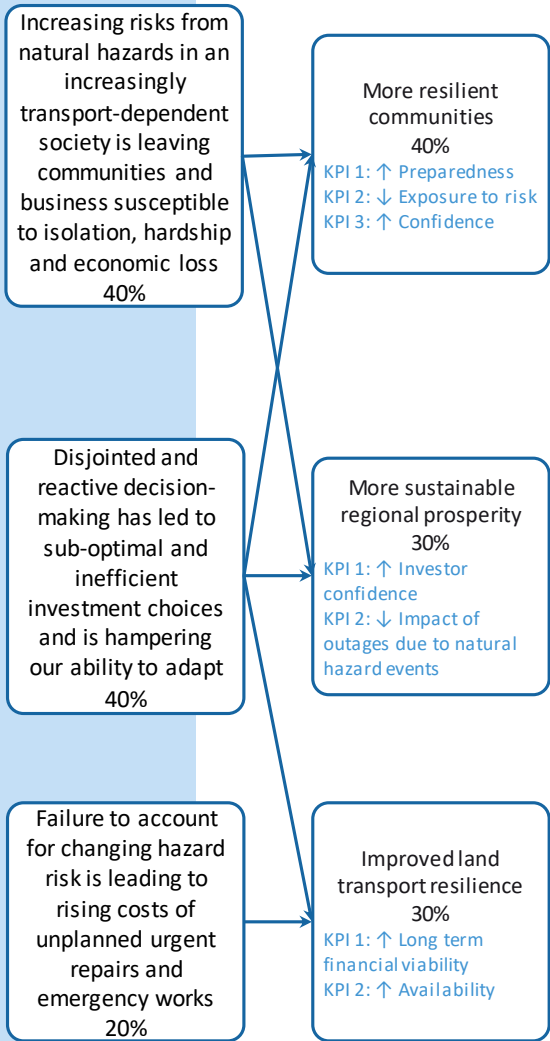 Increasing risks from
natural hazards in an
increasingly
transport-dependent
society is leaving
communities and
business susceptible
to isolation, hardship
and economic loss
40%
More resilient
communities
40%
KPI 1: ↑ Preparedness
KPI 2: ↓ Exposure to risk
KPI 3: ↑ Confidence
Disjointed and
reactive decision-
making has led to
sub-optimal and
inefficient
investment choices
and is hampering
our ability to adapt
40%
More sustainable
regional prosperity
30%
KPI 1: ↑ Investor
confidence
KPI 2: ↓ Impact of
outages due to natural
hazard events
Failure to account
for changing hazard
risk is leading to
rising costs of
unplanned urgent
repairs and
emergency works
20%
Improved land
transport resilience
30%
KPI 1: ↑ Long term
financial viability
KPI 2: ↑ Availability